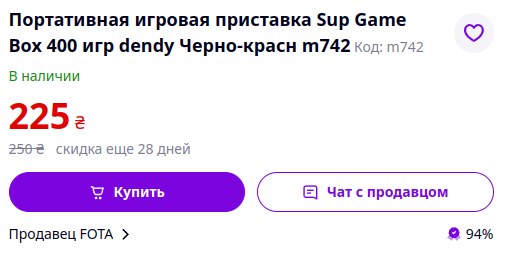 Портативная игровая приставка Sup Game
Box 400 игр dendy Черно-красн m742 Код: m742
В наличии
225 ₴
250 ₴ скидка еще 28 дней
Купить
Чат с продавцом
Продавец FOTA
94%